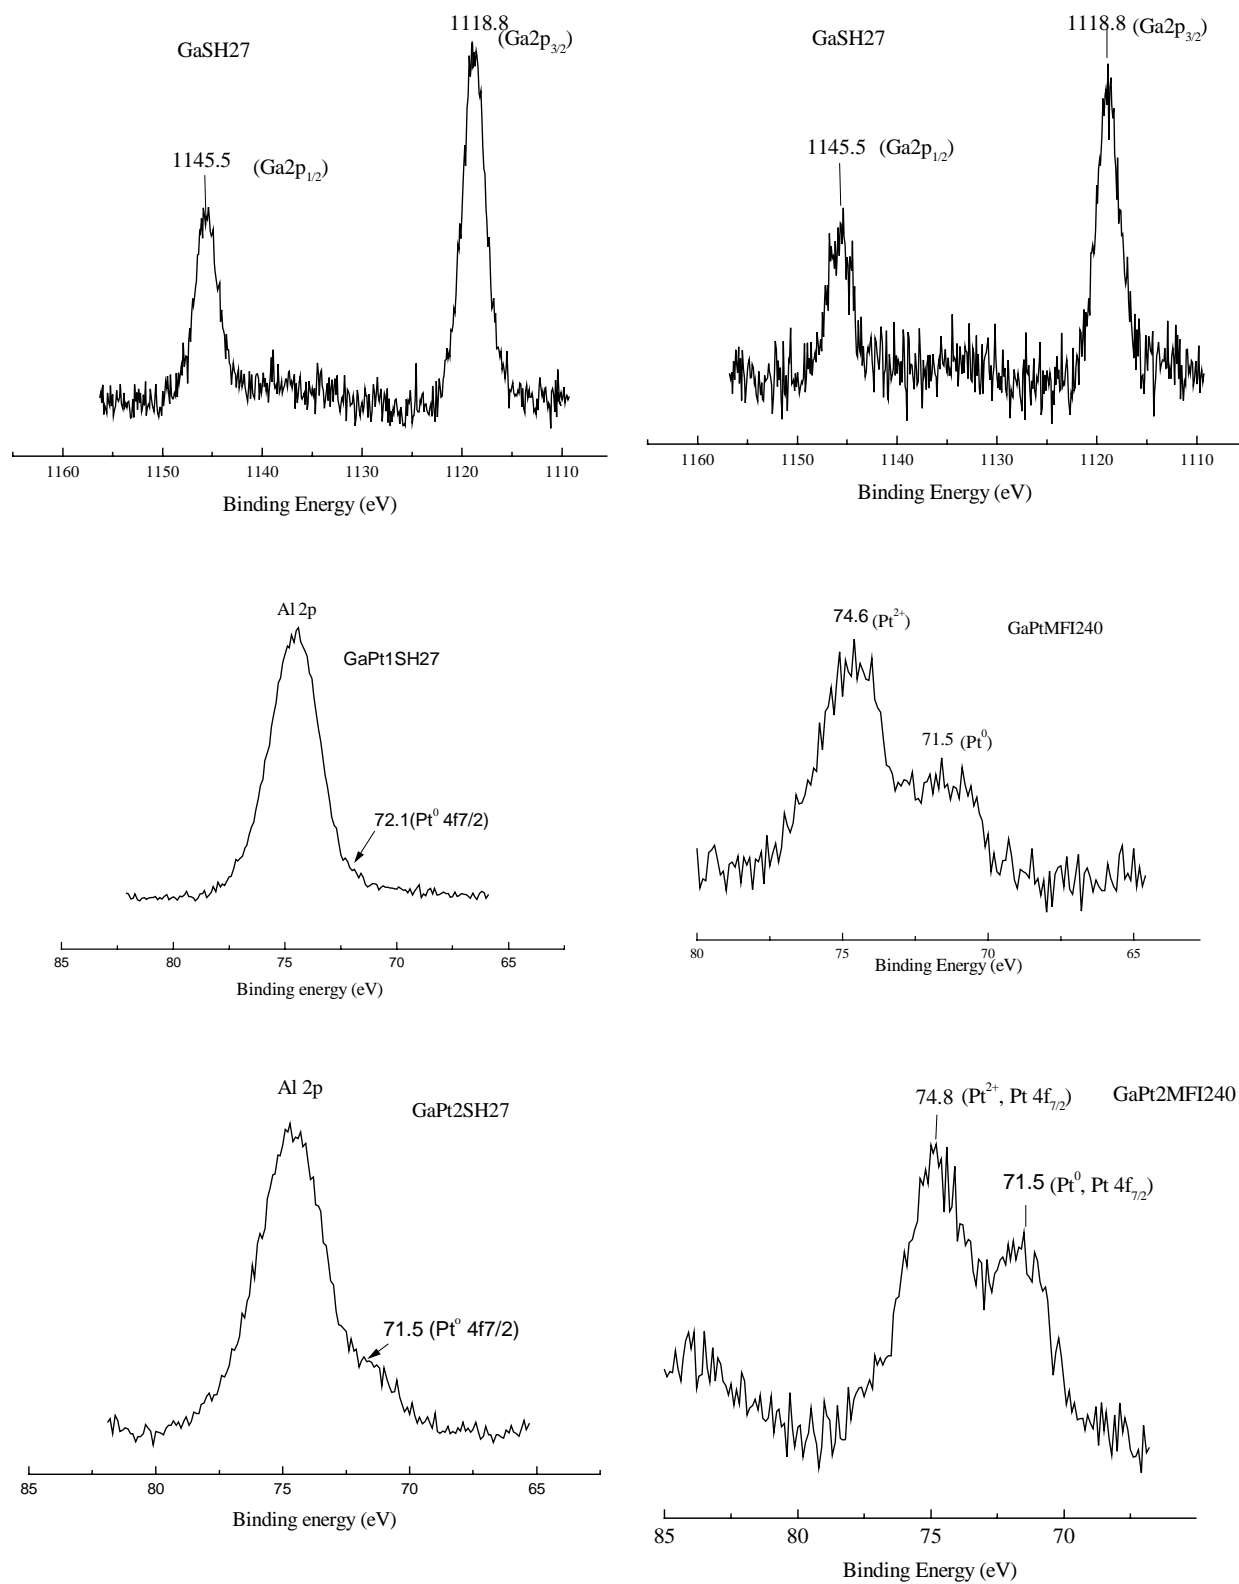 1118.8
(Ga2p3/2)
GaSH27
1145.5 (Ga2p1/2)
1160 1150 1140 1130 1120 1110
Binding Energy (eV)
1118.8 (Ga2p3/2)
GaSH27
1145.5 (Ga2p1/2)
1160 1150 1140 1130 1120 1110
Binding Energy (eV)
Al 2p
GaPt1SH27
72.1(Pt0 4f7/2)
85 80 75 70 65
Binding energy (eV)
74.6 (Pt2+)
GaPtMFI240
71.5 (Pt0)
80 75 70 65
Binding Energy (eV)
Al 2p
GaPt2SH27
71.5 (Pto 4f7/2)
85 80 75 70 65
Binding energy (eV)
74.8 (Pt2+, Pt 4f7/2) GaPt2MFI240
71.5 (Pt0, Pt 4f7/2)
85 80 75 70
Binding Energy (eV)